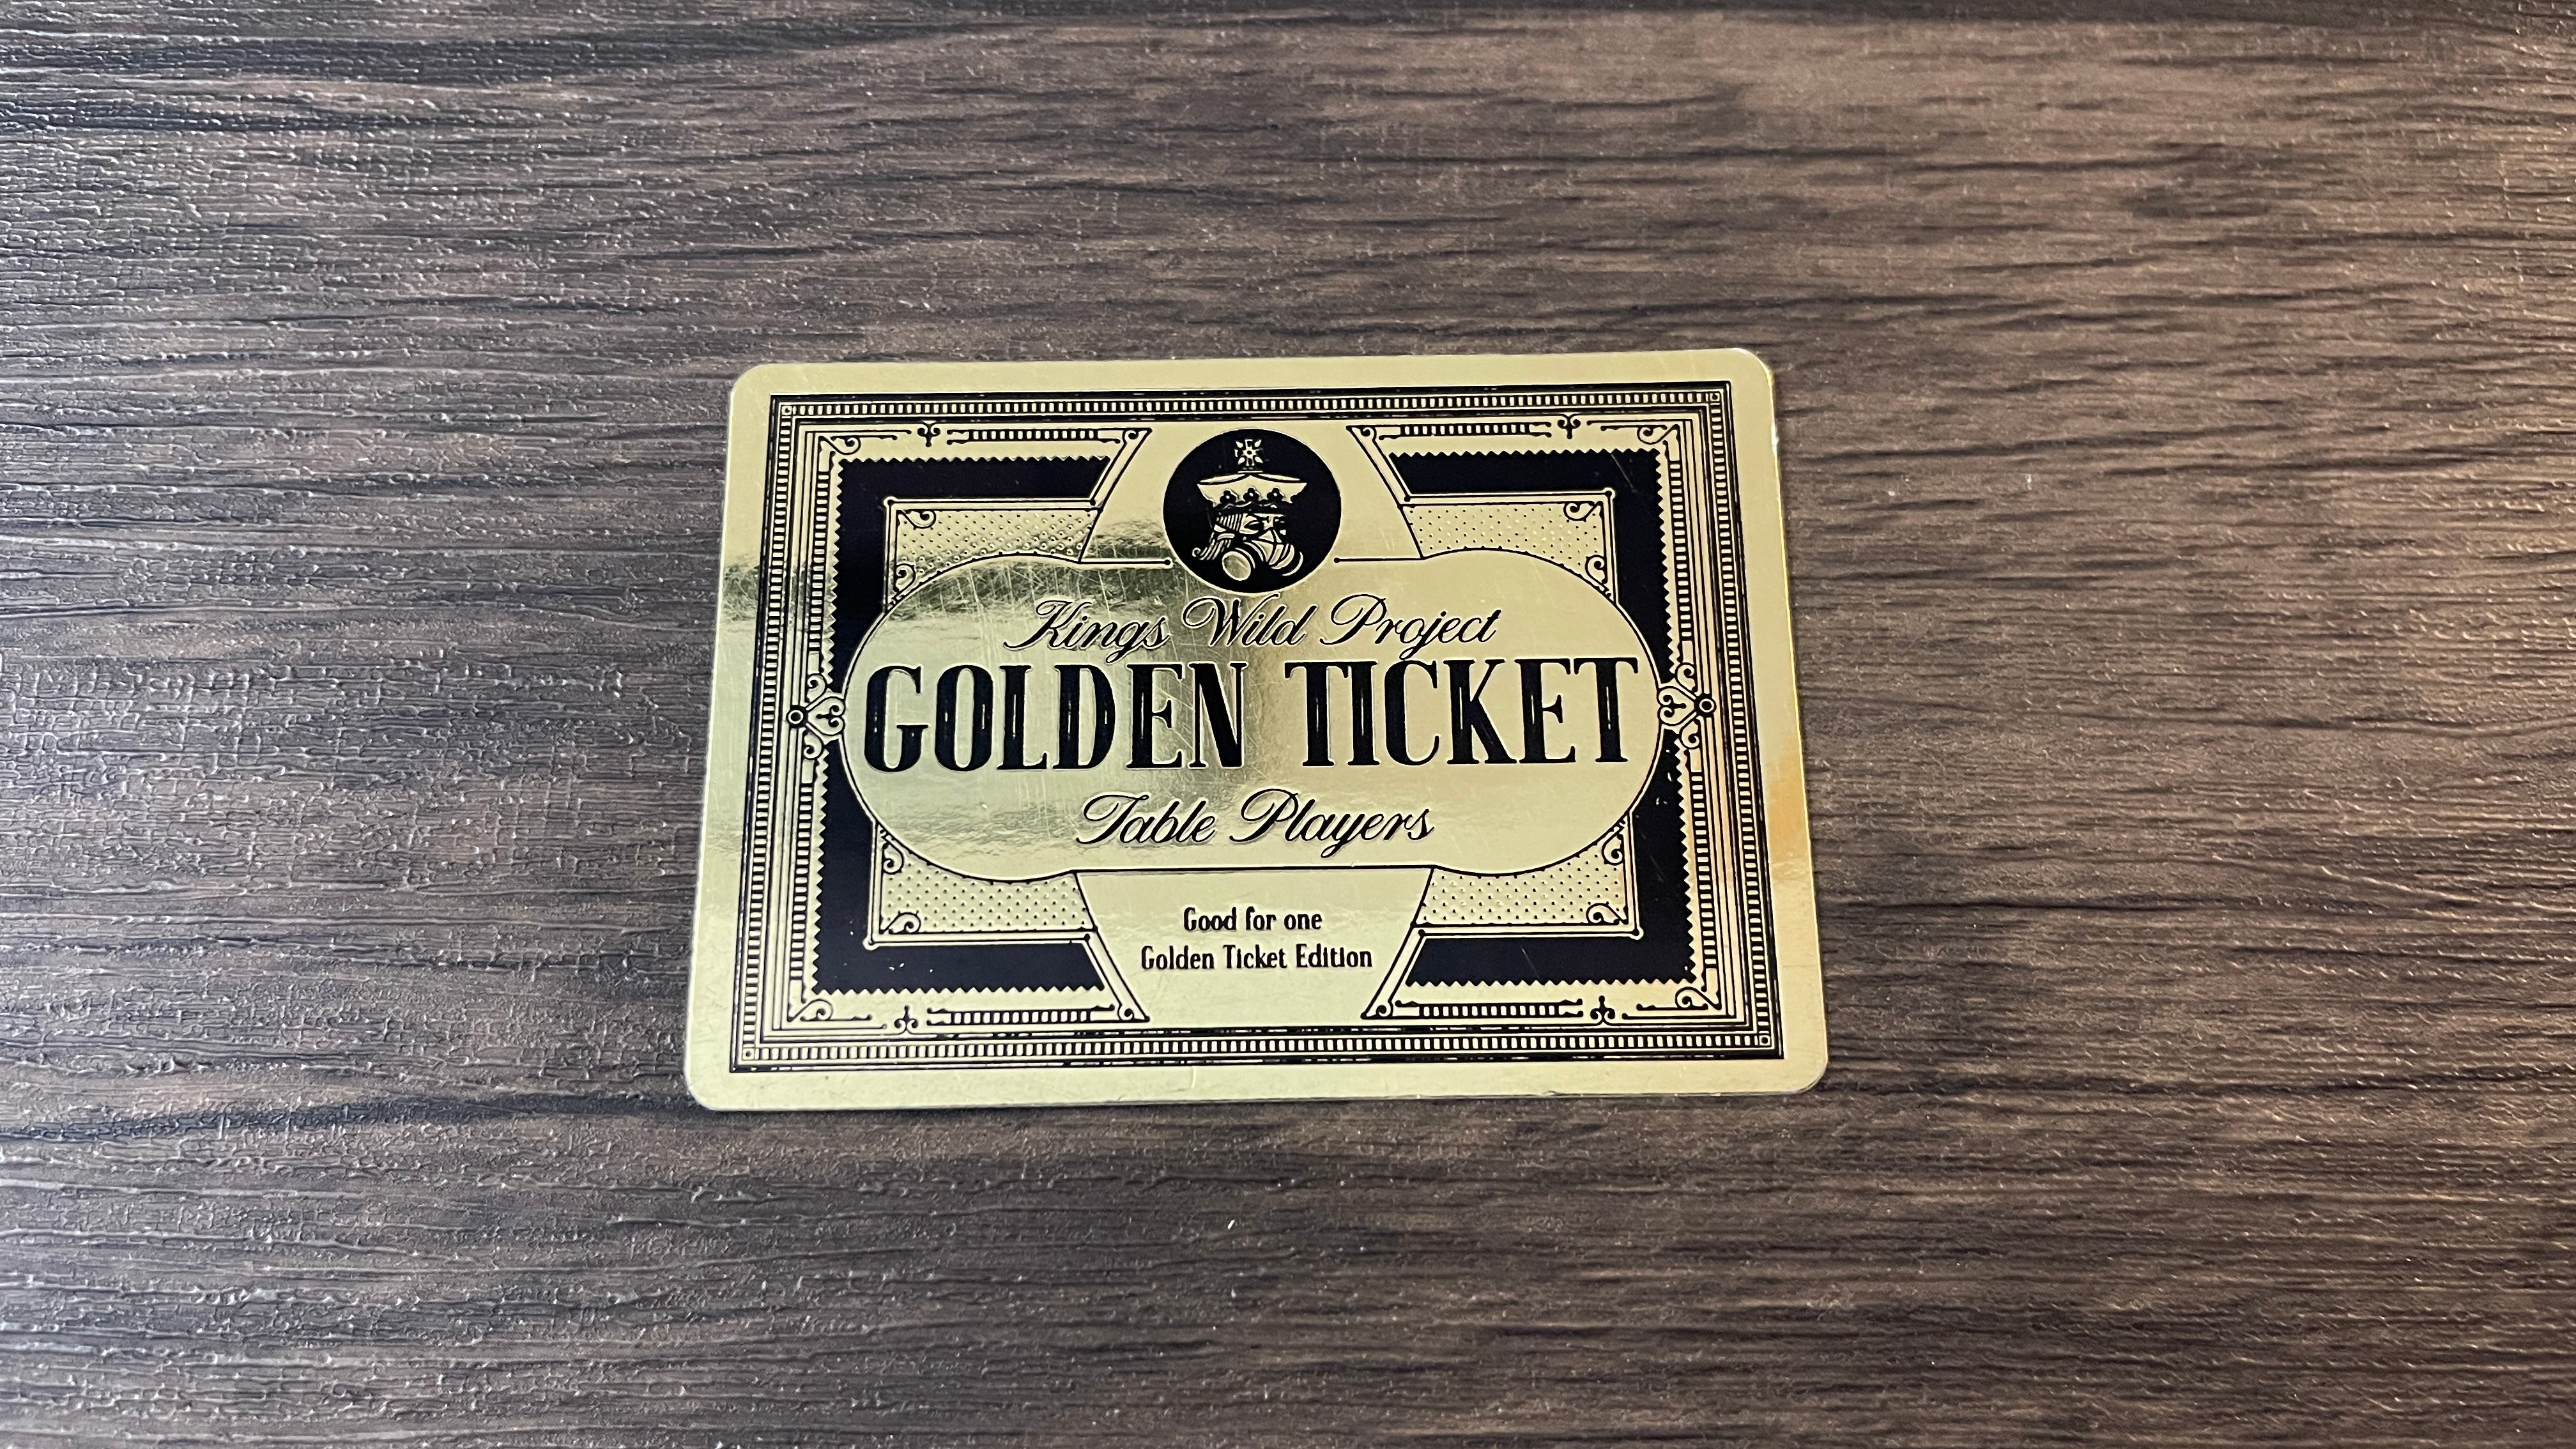 Kings Wild Project
GOLDEN TICKET
Table Players
Good for one
Golden Ticket Edition